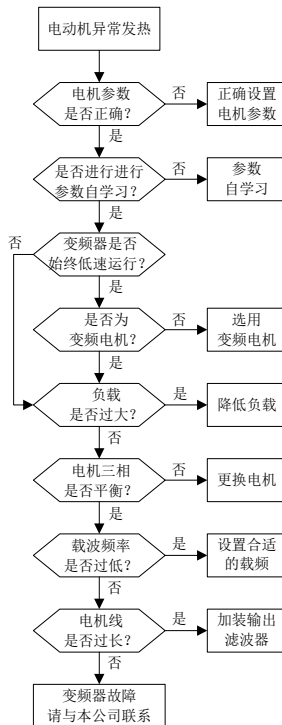 电动机异常发热
电机参数
是否正确？
否
正确设置
电机参数
是
是否进行进行
参数自学习？
否
参数
自学习
是
否
变频器是否
始终低速运行？
是
是否为
变频电机？
否
选用
变频电机
是
负载
是否过大？
是
降低负载
否
电机三相
是否平衡？
否
更换电机
是
载波频率
是否过低？
是
设置合适
的载频
否
电机线
是否过长？
是
加装输出
滤波器
否
变频器故障
请与本公司联系